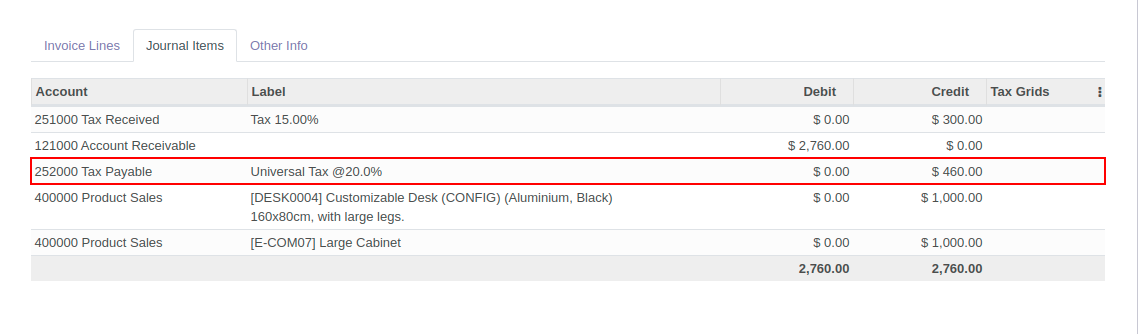 Invoice Lines Journal Items Other Info
Account Label Debit Credit Tax Grids
251000 Tax Received Tax 15.00% $ 0.00 $ 300.00
121000 Account Receivable $ 2,760.00 $ 0.00
252000 Tax Payable Universal Tax @20.0% $ 0.00 $ 460.00
400000 Product Sales [DESK0004] Customizable Desk (CONFIG) (Aluminium, Black) $ 0.00 $ 1,000.00
160x80cm, with large legs.
400000 Product Sales [E-COM07] Large Cabinet $ 0.00 $ 1,000.00
2,760.00 2,760.00